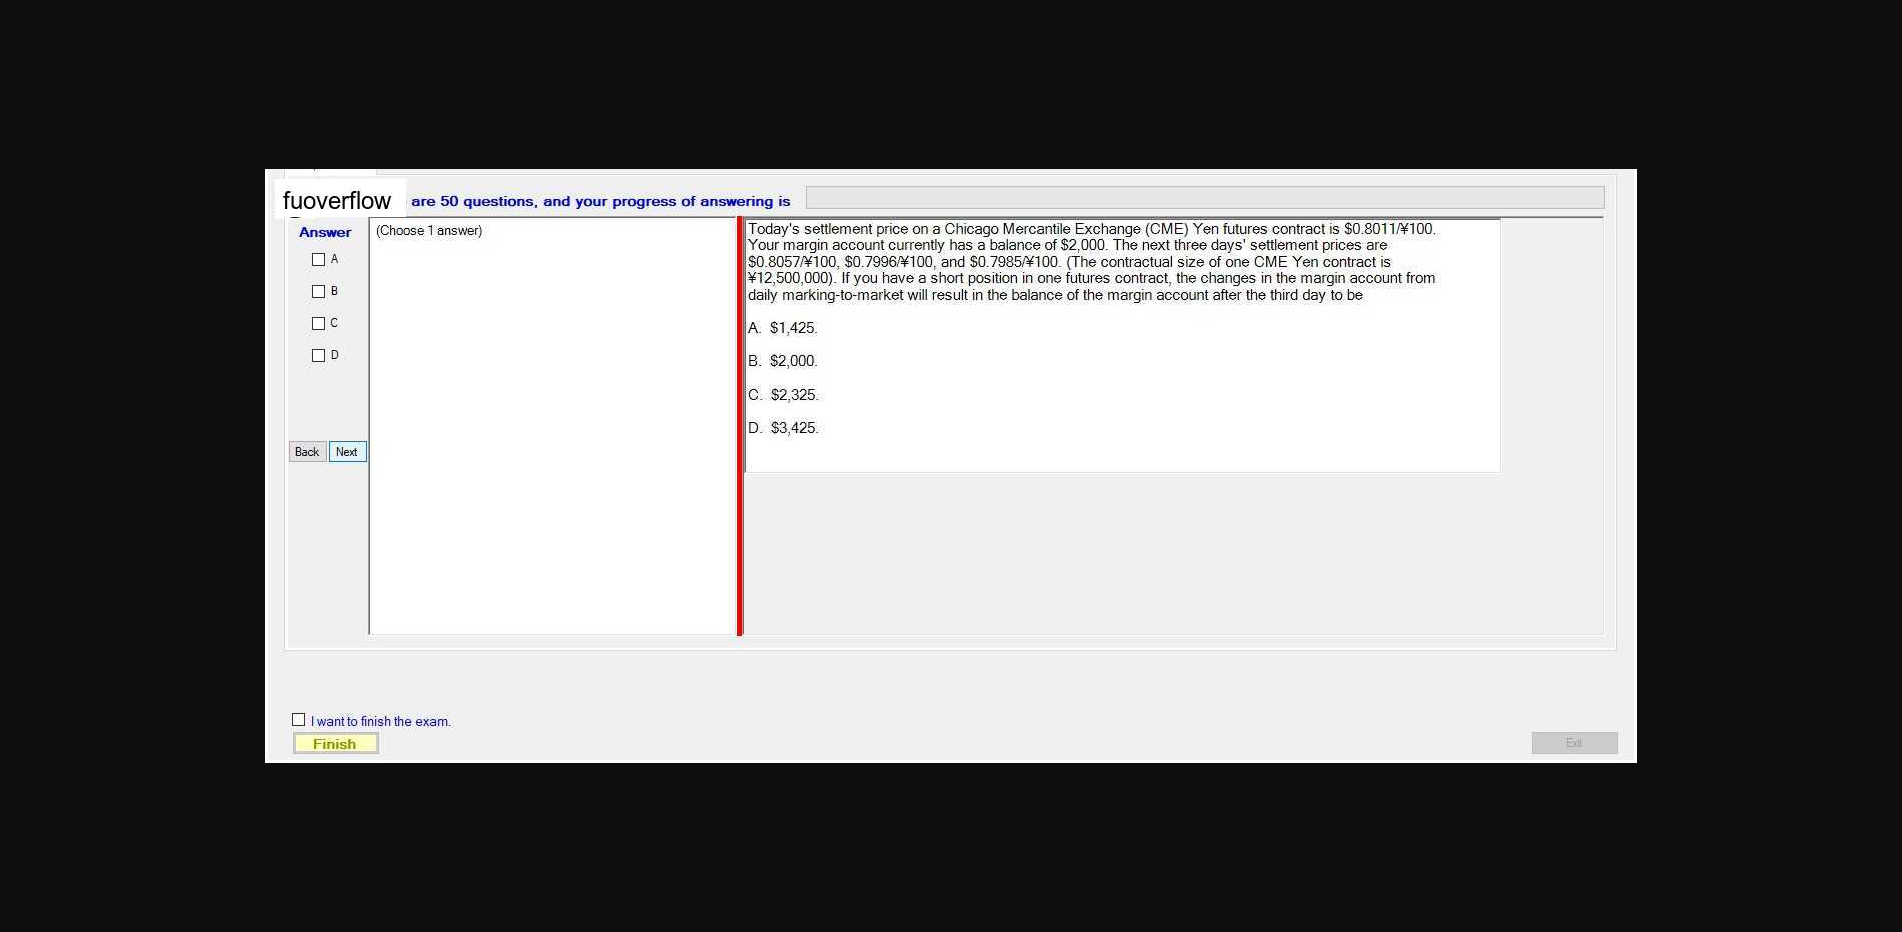 fuoverflow are 50 questions, and your progress of answering is
Answer
(Choose 1 answer)
A
B
C
D
Back Next
Today's settlement price on a Chicago Mercantile Exchange (CME) Yen futures contract is $0.8011/¥100.
Your margin account currently has a balance of $2,000. The next three days' settlement prices are
$0.8057/¥100, $0.7996/¥100, and $0.7985/¥100. (The contractual size of one CME Yen contract is
¥12,500,000). If you have a short position in one futures contract, the changes in the margin account from
daily marking-to-market will result in the balance of the margin account after the third day to be
A. $1,425.
B. $2,000.
C. $2,325.
D. $3,425.
I want to finish the exam.
Finish
Exit